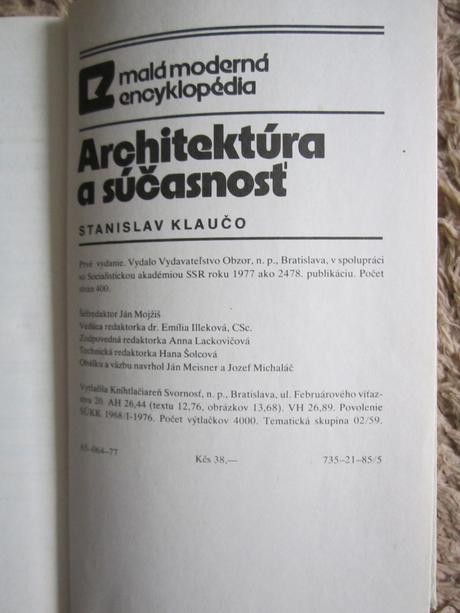 malá moderná
encyklopédia
Architektúra
a súčasnosť
STANISLAV KLAUČO
Prvé vydanie. Vydalo Vydavateľstvo Obzor, n. p., Bratislava, v spolupráci
so Socialistickou akadémiou SSR roku 1977 ako 2478. publikáciu. Počet
strán 400.
Šéfredaktor Ján Mojžiš
Vedúca redaktorka dr. Emília Illeková, CSc.
Zodpovedná redaktorka Anna Lackovičová
Technická redaktorka Hana Šolcová
Obálku a väzbu navrhol Ján Meisner a Jozef Michaláč
Vytlačila Kníhtlačiareň Svornosť, n. p., Bratislava, ul. Februárového víťaz-
stva 20. AH 26,44 (textu 12,76, obrázkov 13,68). VH 26,89. Povolenie
SÚKK 1968/I-1976. Počet výtlačkov 4000. Tematická skupina 02/59.
65–064–77
Kčs 38,— 735–21–85/5